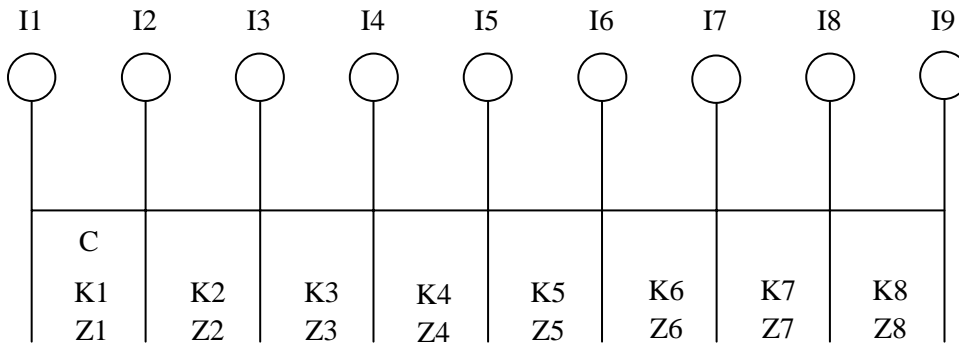 I1 I2 I3 I4 I5 I6 I7 I8 I9
C
K1 K2 K3 K4 K5 K6 K7 K8
Z1 Z2 Z3 Z4 Z5 Z6 Z7 Z8